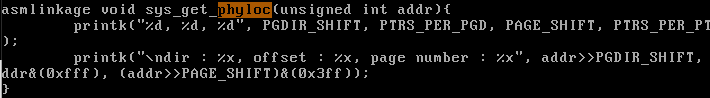 asmlinkage void sys_get_phyloc(unsigned int addr){
printk("%d, %d, %d", PGDIR_SHIFT, PTRS_PER_PGD, PAGE_SHIFT, PTRS_PER_PT
);
printk("\ndir : %x, offset : %x, page number : %x", addr>>PGDIR_SHIFT,
ddr&(0xfff), (addr>>PAGE_SHIFT)&(0x3ff));
}